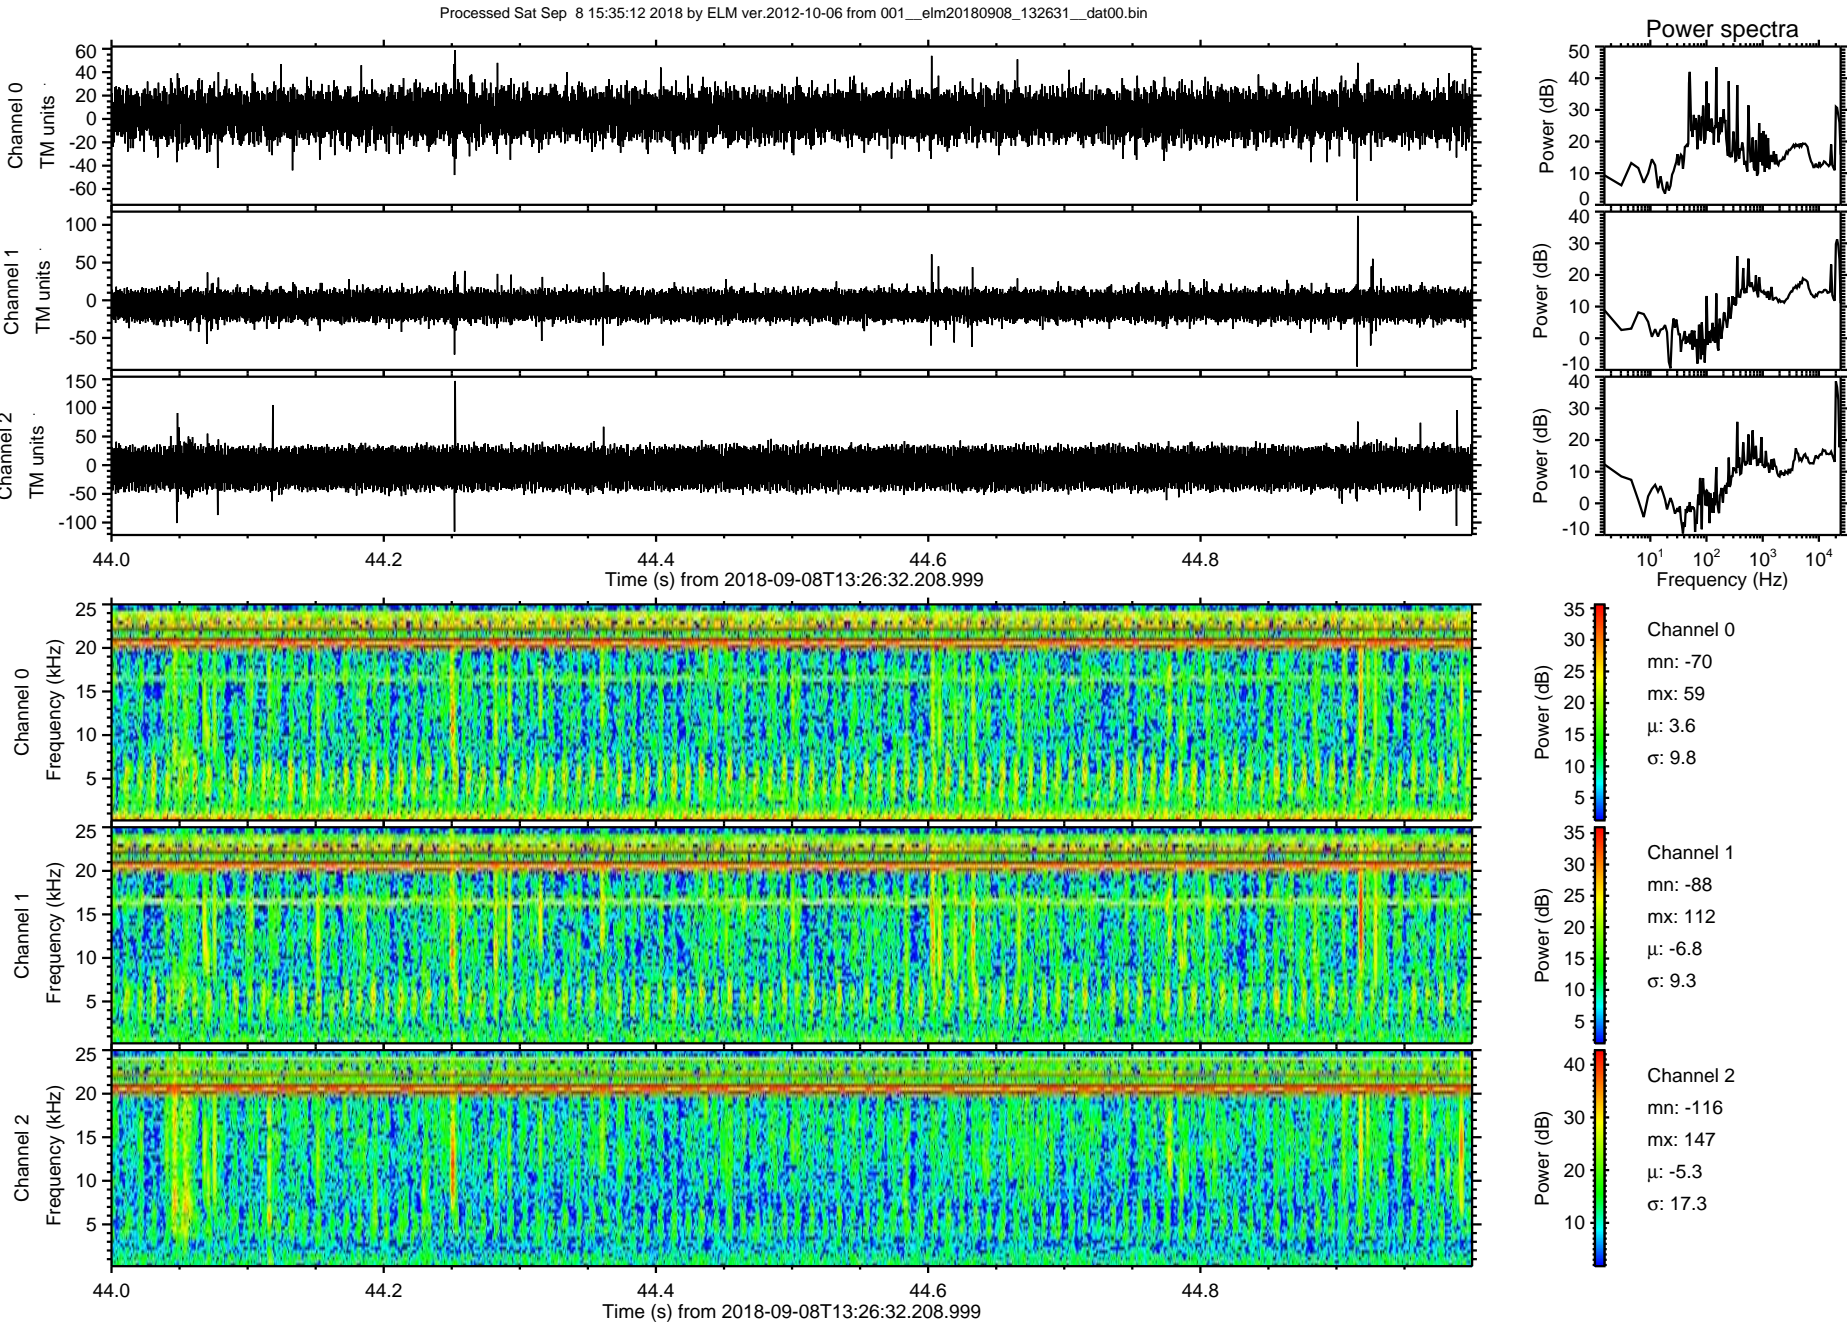 Processed Sat Sep  8 15:35:12 2018 by ELM ver.2012-10-06 from 001__elm20180908_132631__dat00.bin
Power spectra
Channel 0
TM units
60
40
20
0
-20
-40
-60
Power (dB)
50
40
30
20
10
0
Channel 1
TM units
100
50
0
-50
Power (dB)
40
30
20
10
0
-10
Channel 2
TM units
150
100
50
0
-50
-100
Power (dB)
40
30
20
10
0
-10
44.0 44.2 44.4 44.6 44.8
Time (s) from 2018-09-08T13:26:32.208.999
10^1 10^2 10^3 10^4
Frequency (Hz)
Channel 0
Frequency (kHz)
25
20
15
10
5
Power (dB)
35
30
25
20
15
10
5
Channel 0
mn: -70
mx: 59
μ: 3.6
σ: 9.8
Channel 1
Frequency (kHz)
25
20
15
10
5
Power (dB)
35
30
25
20
15
10
5
Channel 1
mn: -88
mx: 112
μ: -6.8
σ: 9.3
Channel 2
Frequency (kHz)
25
20
15
10
5
Power (dB)
40
30
20
10
Channel 2
mn: -116
mx: 147
μ: -5.3
σ: 17.3
44.0 44.2 44.4 44.6 44.8
Time (s) from 2018-09-08T13:26:32.208.999